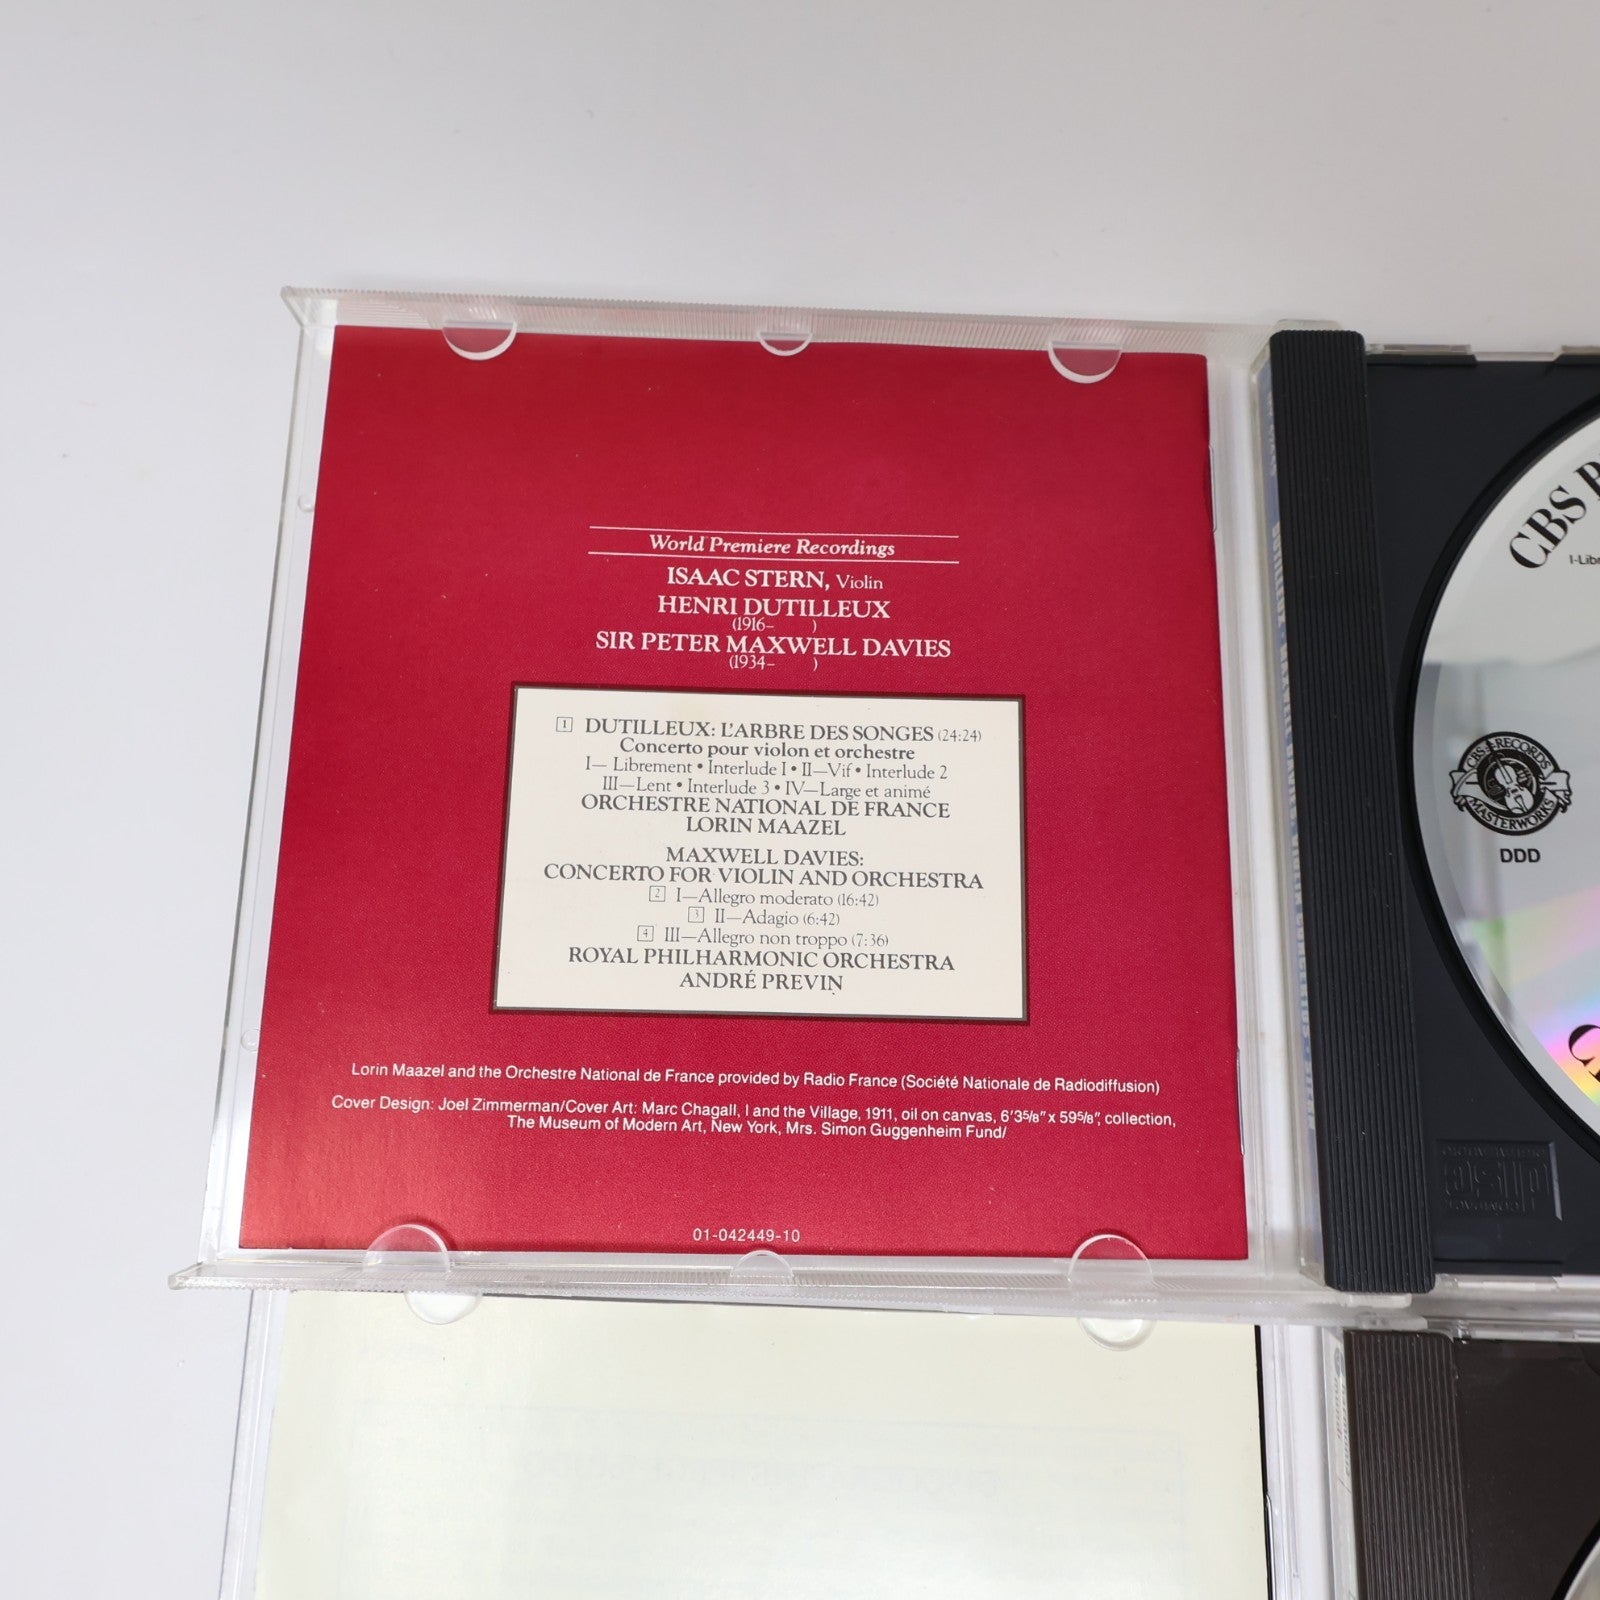 World Premiere Recordings
ISAAC STERN, Violin
HENRI DUTILLEUX
(1916- )
SIR PETER MAXWELL DAVIES
(1934- )
1 DUTILLEUX: L'ARBRE DES SONGES (24:24)
Concerto pour violon et orchestre
I— Librement • Interlude I • II—Vif • Interlude 2
III—Lent • Interlude 3 • IV—Large et animé
ORCHESTRE NATIONAL DE FRANCE
LORIN MAAZEL
MAXWELL DAVIES:
CONCERTO FOR VIOLIN AND ORCHESTRA
2 I—Allegro moderato (16:42)
3 II—Adagio (6:42)
4 III—Allegro non troppo (7:36)
ROYAL PHILHARMONIC ORCHESTRA
ANDRÉ PREVIN
Lorin Maazel and the Orchestre National de France provided by Radio France (Société Nationale de Radiodiffusion)
Cover Design: Joel Zimmerman/Cover Art: Marc Chagall, I and the Village, 1911, oil on canvas, 6'3⅝" x 59⅝", collection,
The Museum of Modern Art, New York, Mrs. Simon Guggenheim Fund/
01-042449-10
CBS
CBS RECORDS
MASTERWORKS
DDD